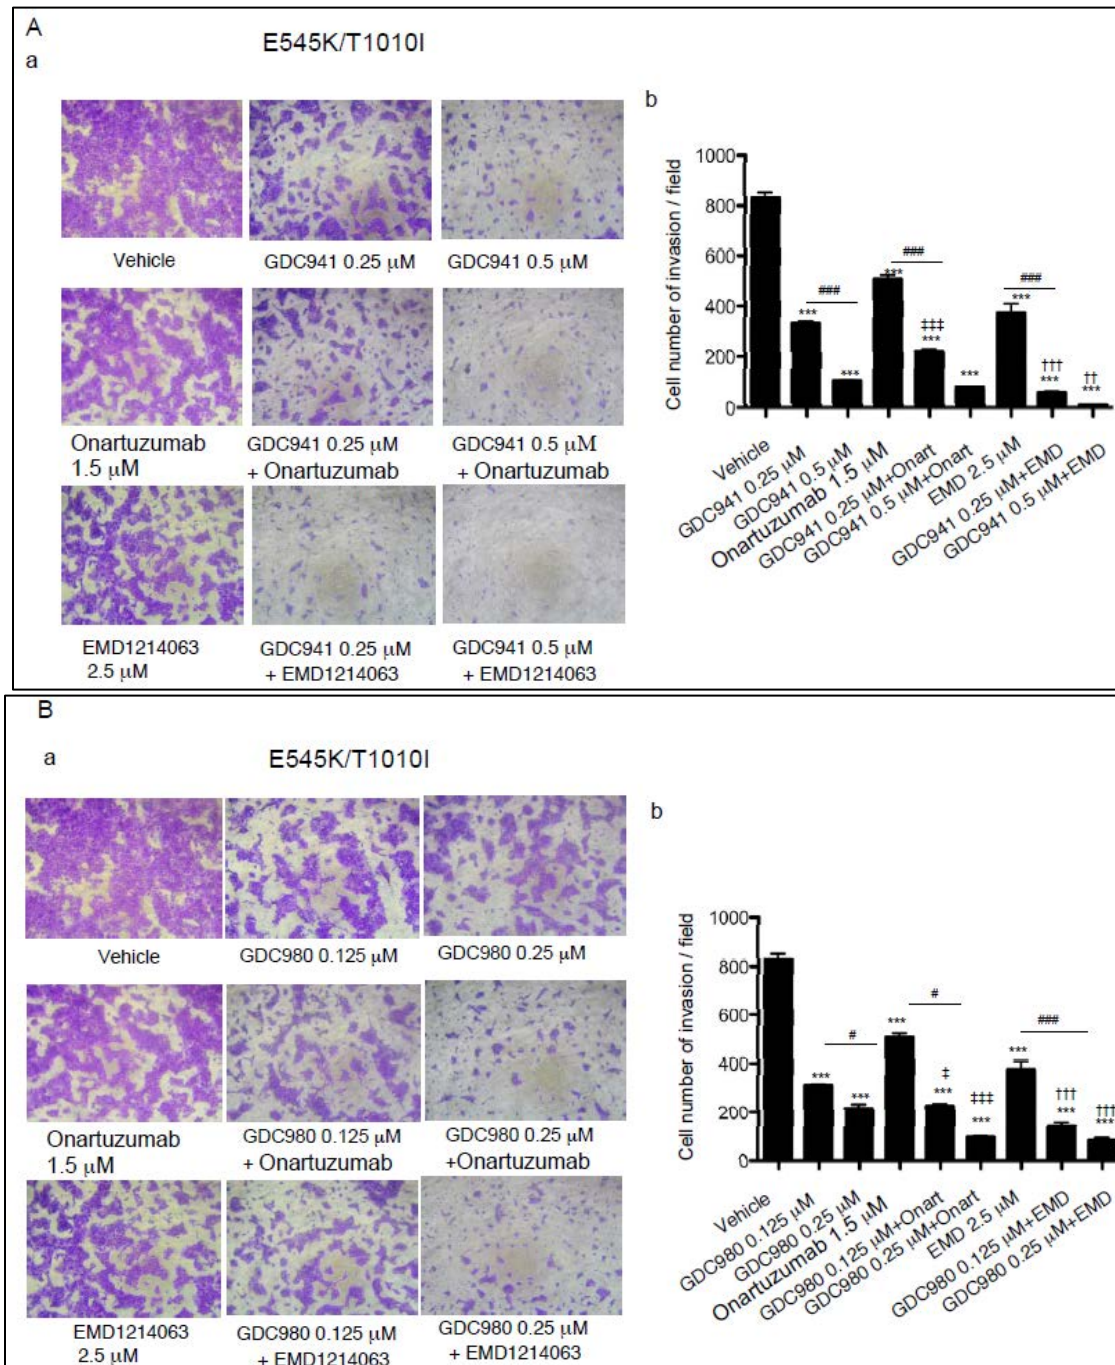 A
a
E545K/T1010I
Vehicle
GDC941 0.25 μM
GDC941 0.5 μM
Onartuzumab
1.5 μM
GDC941 0.25 μM
+ Onartuzumab
GDC941 0.5 μM
+ Onartuzumab
EMD1214063
2.5 μM
GDC941 0.25 μM
+ EMD1214063
GDC941 0.5 μM
+ EMD1214063
b
Cell number of invasion / field
1000
800
600
400
200
0
***
###
***
***
###
‡‡‡
***
***
###
***
†††
***
††
***
Vehicle
GDC941 0.25 μM
GDC941 0.5 μM
Onartuzumab 1.5 μM
GDC941 0.25 μM+Onart
GDC941 0.5 μM+Onart
EMD 2.5 μM
GDC941 0.25 μM+EMD
GDC941 0.5 μM+EMD
B
a
E545K/T1010I
Vehicle
GDC980 0.125 μM
GDC980 0.25 μM
Onartuzumab
1.5 μM
GDC980 0.125 μM
+ Onartuzumab
GDC980 0.25 μM
+Onartuzumab
EMD1214063
2.5 μM
GDC980 0.125 μM
+ EMD1214063
GDC980 0.25 μM
+ EMD1214063
b
Cell number of invasion / field
1000
800
600
400
200
0
***
#
***
***
#
‡
***
‡‡‡
***
###
***
†††
***
†††
***
Vehicle
GDC980 0.125 μM
GDC980 0.25 μM
Onartuzumab 1.5 μM
GDC980 0.125 μM+Onart
GDC980 0.25 μM+Onart
EMD 2.5 μM
GDC980 0.125 μM+EMD
GDC980 0.25 μM+EMD